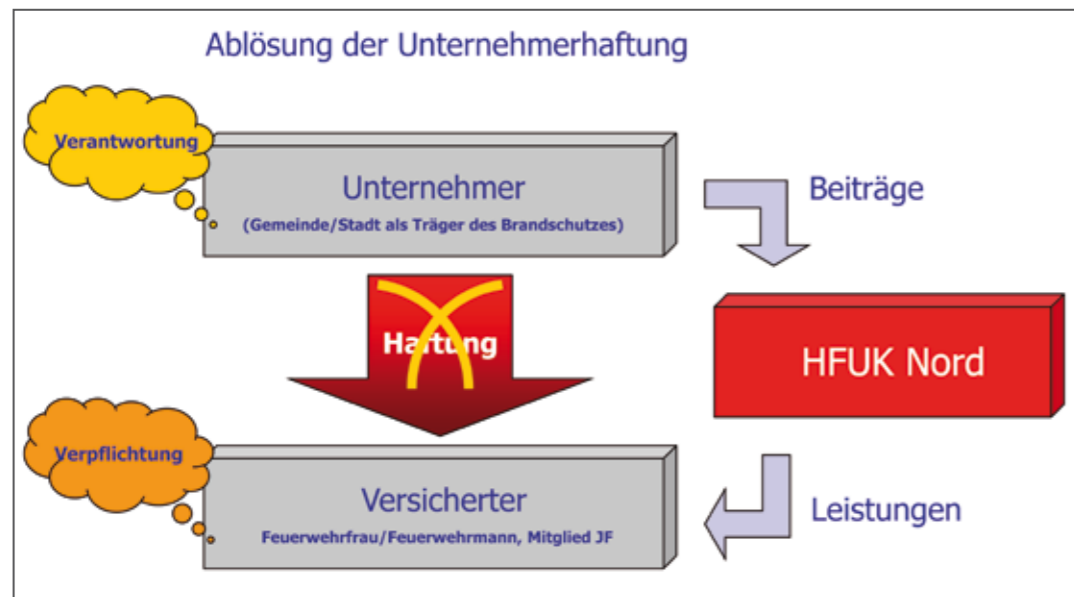 Ablösung der Unternehmerhaftung
Verantwortung
Unternehmer
(Gemeinde/Stadt als Träger des Brandschutzes)
Beiträge
Haftung
HFUK Nord
Verpflichtung
Versicherter
Feuerwehrfrau/Feuerwehrmann, Mitglied JF
Leistungen